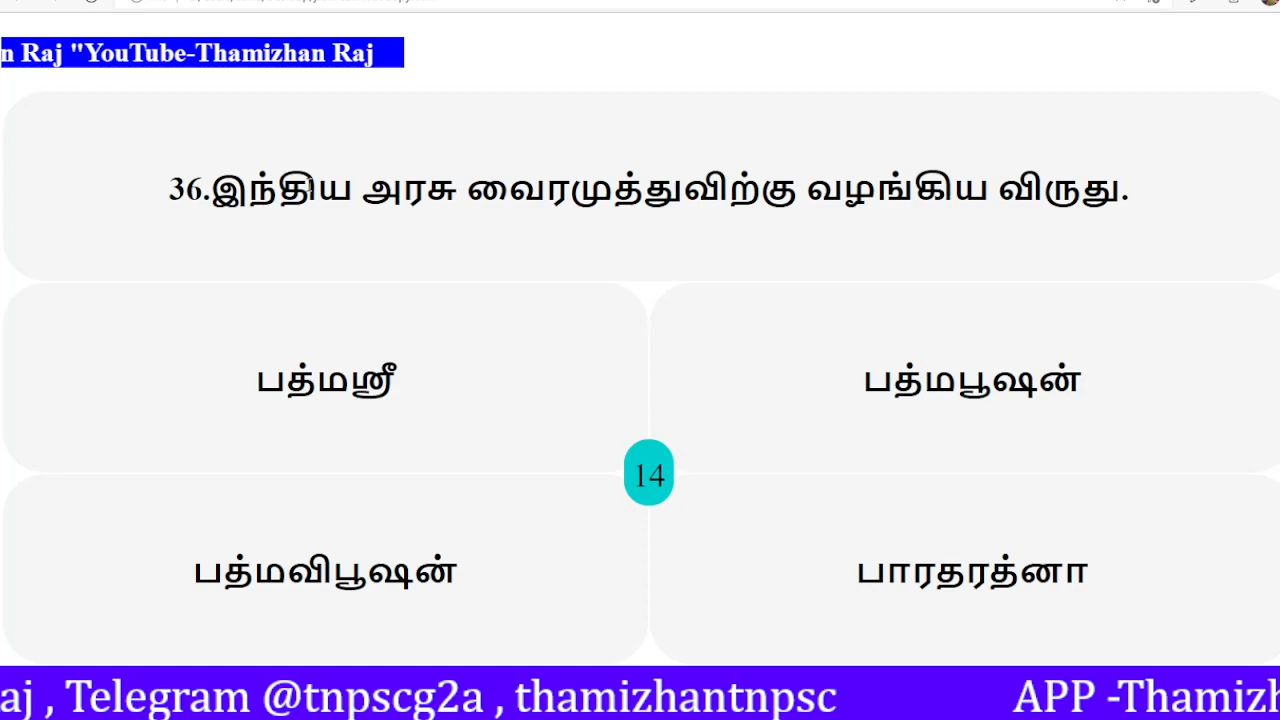 n Raj "YouTube-Thamizhan Raj
36.இந்திய அரசு வைரமுத்துவிற்கு வழங்கிய விருது.
பத்மஸ்ரீ
பத்மபூஷன்
14
பத்மவிபூஷன்
பாரதரத்னா
aj , Telegram @tnpscg2a , thamizhantnpsc APP -Thamizh